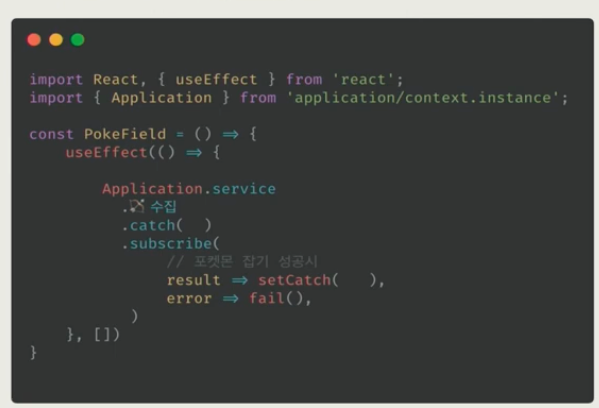 import React, { useEffect } from 'react';
import { Application } from 'application/context.instance';
const PokeField = () => {
useEffect(() => {
Application.service
.🏹 수집
.catch( )
.subscribe(
// 포켓몬 잡기 성공시
result => setCatch( ),
error => fail(),
)
}, [])
}